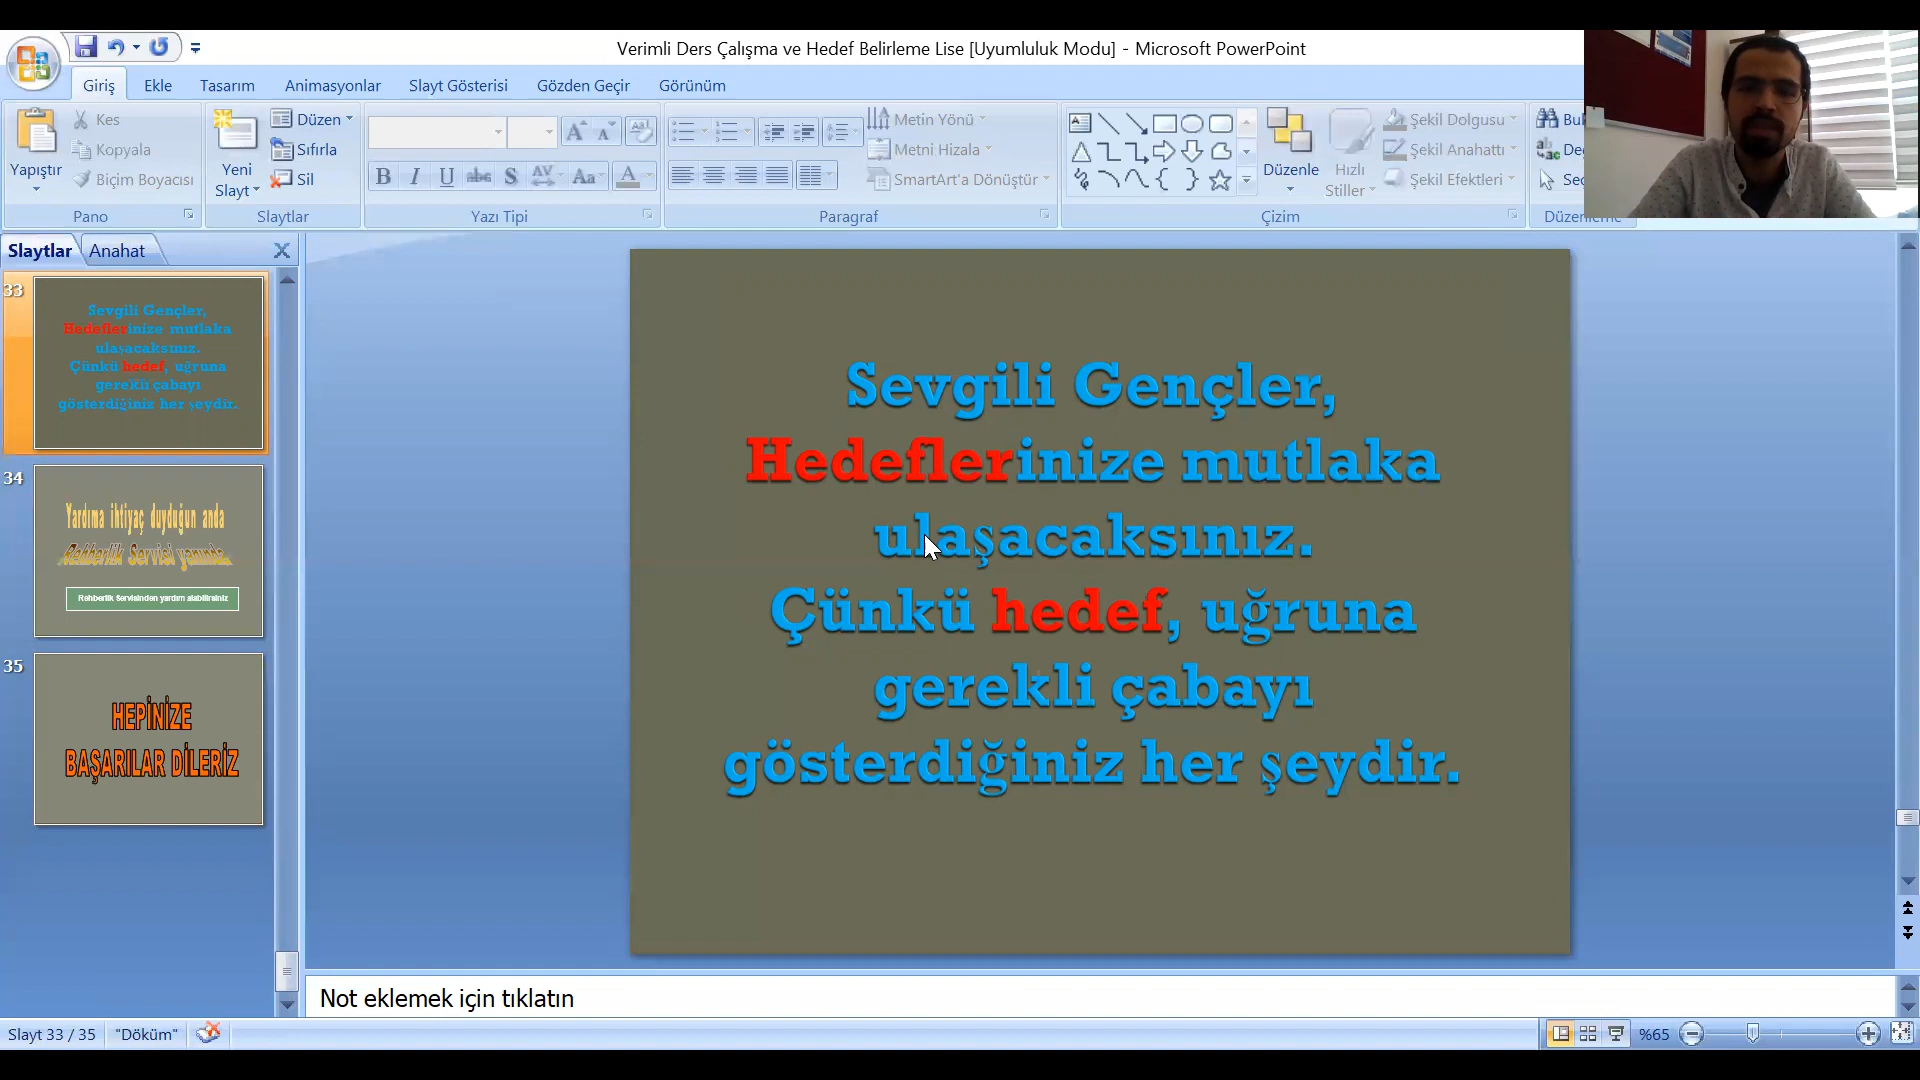 Verimli Ders Çalışma ve Hedef Belirleme Lise [Uyumluluk Modu] - Microsoft PowerPoint
Giriş Ekle Tasarım Animasyonlar Slayt Gösterisi Gözden Geçir Görünüm
Yapıştır
Kes
Kopyala
Biçim Boyacısı
Pano
Yeni
Slayt
Düzen
Sıfırla
Sil
Slaytlar
Yazı Tipi
Metin Yönü
Metni Hizala
SmartArt'a Dönüştür
Paragraf
Düzenle
Hızlı
Stiller
Şekil Dolgusu
Şekil Anahattı
Şekil Efektleri
Çizim
Düzenleme
Slaytlar Anahat
33
Sevgili Gençler,
Hedeflerinize mutlaka
ulaşacaksınız.
Çünkü hedef, uğruna
gerekli çabayı
gösterdiğiniz her şeydir.
34
Yardıma ihtiyaç duyduğun anda
Rehberlik Servisi yanında.
Rehberlik Servisinden yardım alabilirsiniz
35
HEPİNİZE
BAŞARILAR DİLERİZ
Sevgili Gençler,
Hedeflerinize mutlaka
ulaşacaksınız.
Çünkü hedef, uğruna
gerekli çabayı
gösterdiğiniz her şeydir.
Not eklemek için tıklatın
Slayt 33 / 35 "Döküm" %65